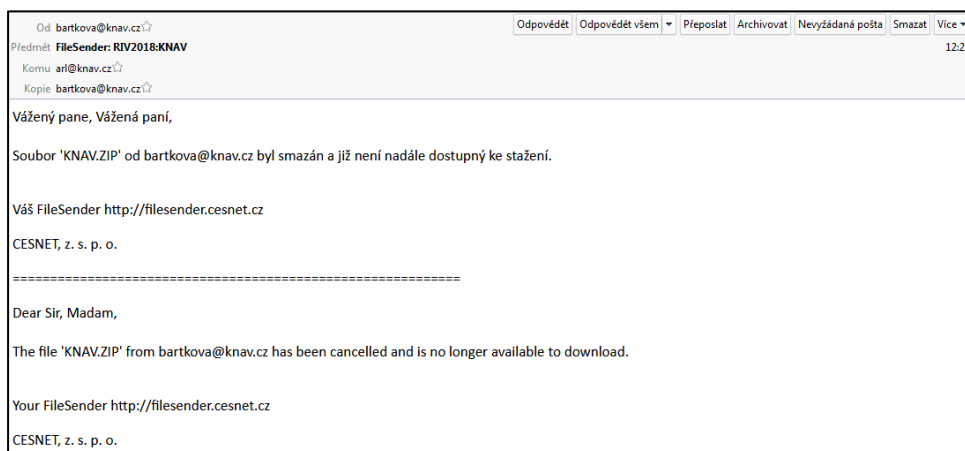 Od bartkova@knav.cz
Odpovědět Odpovědět všem Přeposlat Archivovat Nevyžádaná pošta Smazat Více
Předmět FileSender: RIV2018:KNAV
Komu arl@knav.cz
Kopie bartkova@knav.cz
Vážený pane, Vážená paní,
Soubor 'KNAV.ZIP' od bartkova@knav.cz byl smazán a již není nadále dostupný ke stažení.
Váš FileSender http://filesender.cesnet.cz
CESNET, z. s. p. o.
============================================================
Dear Sir, Madam,
The file 'KNAV.ZIP' from bartkova@knav.cz has been cancelled and is no longer available to download.
Your FileSender http://filesender.cesnet.cz
CESNET, z. s. p. o.